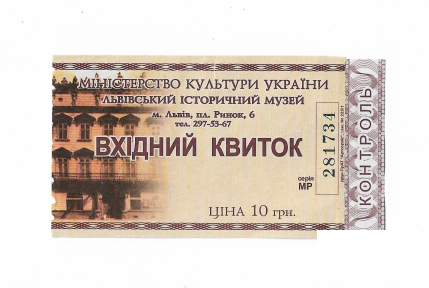 МІНІСТЕРСТВО КУЛЬТУРИ УКРАЇНИ
ЛЬВІВСЬКИЙ ІСТОРИЧНИЙ МУЗЕЙ
м. Львів, пл. Ринок, 6
тел. 297-53-67
ВХІДНИЙ КВИТОК
серія
МР
281734
ЦІНА 10 грн.
КОНТРОЛЬ